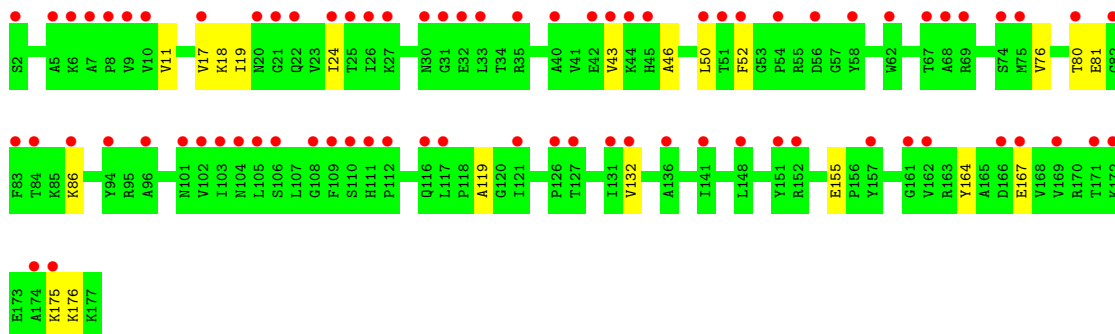 S2 A5 K6 A7 P8 V9 V10 V11 V17 K18 I19 N20 G21 Q22 V23 I24 T25 I26 K27 N30 G31 E32 L33 T34 R35 A40 V41 E42 V43 K44 H45 A46 L50 T51 F52 G53 P54 R55 D56 G57 Y58 W62 T67 A68 R69 S74 M75 V76 T80 E81 G82
F83 T84 K85 K86 Y94 R95 A96 N101 V102 I103 N104 L105 S106 L107 G108 F109 S110 H111 P112 Q116 L117 P118 A119 G120 I121 P126 T127 I131 V132 A136 I141 L148 Y151 R152 E155 P156 Y157 G161 V162 R163 Y164 A165 D166 E167 V168 V169 R170 T171 K172
E173 A174 K175 K176 K177